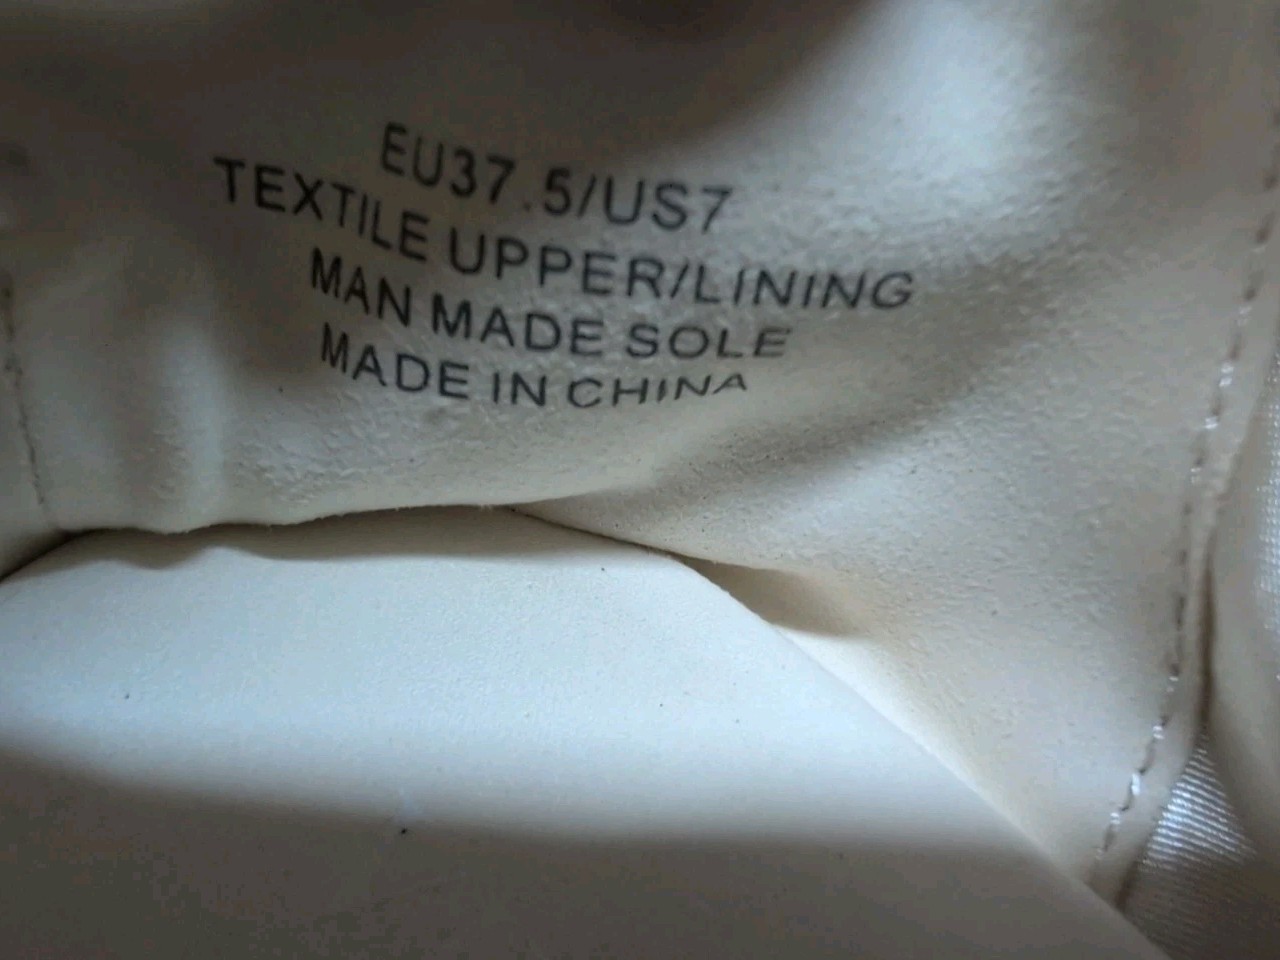 EU37.5/US7
TEXTILE UPPER/LINING
MAN MADE SOLE
MADE IN CHINA